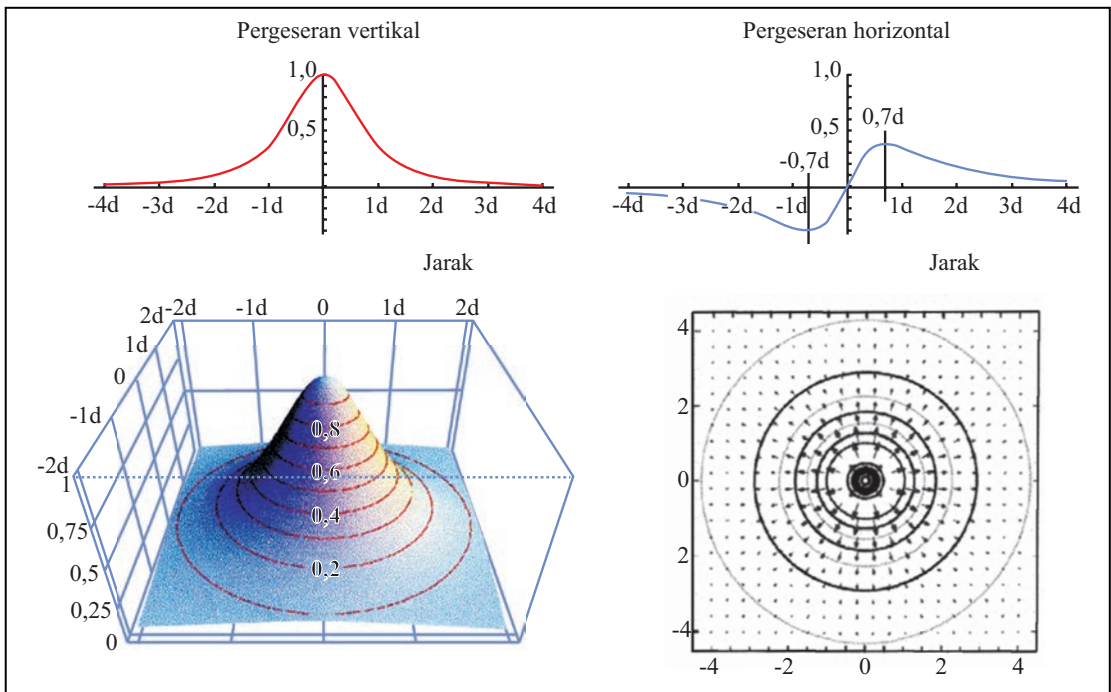 Pergeseran vertikal
1,0
0,5
-4d -3d -2d -1d 1d 2d 3d 4d
Jarak
Pergeseran horizontal
1,0
0,5
0,7d
-0,7d
-4d -3d -2d -1d 1d 2d 3d 4d
Jarak
2d -2d -1d 0 1d 2d
1d
0
-1d
-2d
1
0,75
0,5
0,25
0
0,8
0,6
0,4
0,2
4
2
0
2
-4
-4 -2 0 2 4